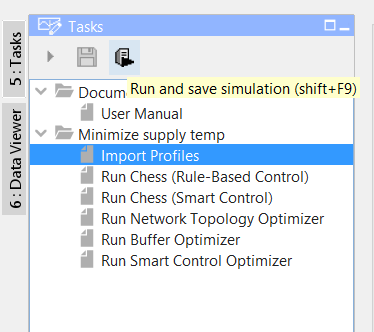 Tasks
5 : Tasks
6 : Data Viewer
Run and save simulation (shift+F9)
Docum
User Manual
Minimize supply temp
Import Profiles
Run Chess (Rule-Based Control)
Run Chess (Smart Control)
Run Network Topology Optimizer
Run Buffer Optimizer
Run Smart Control Optimizer